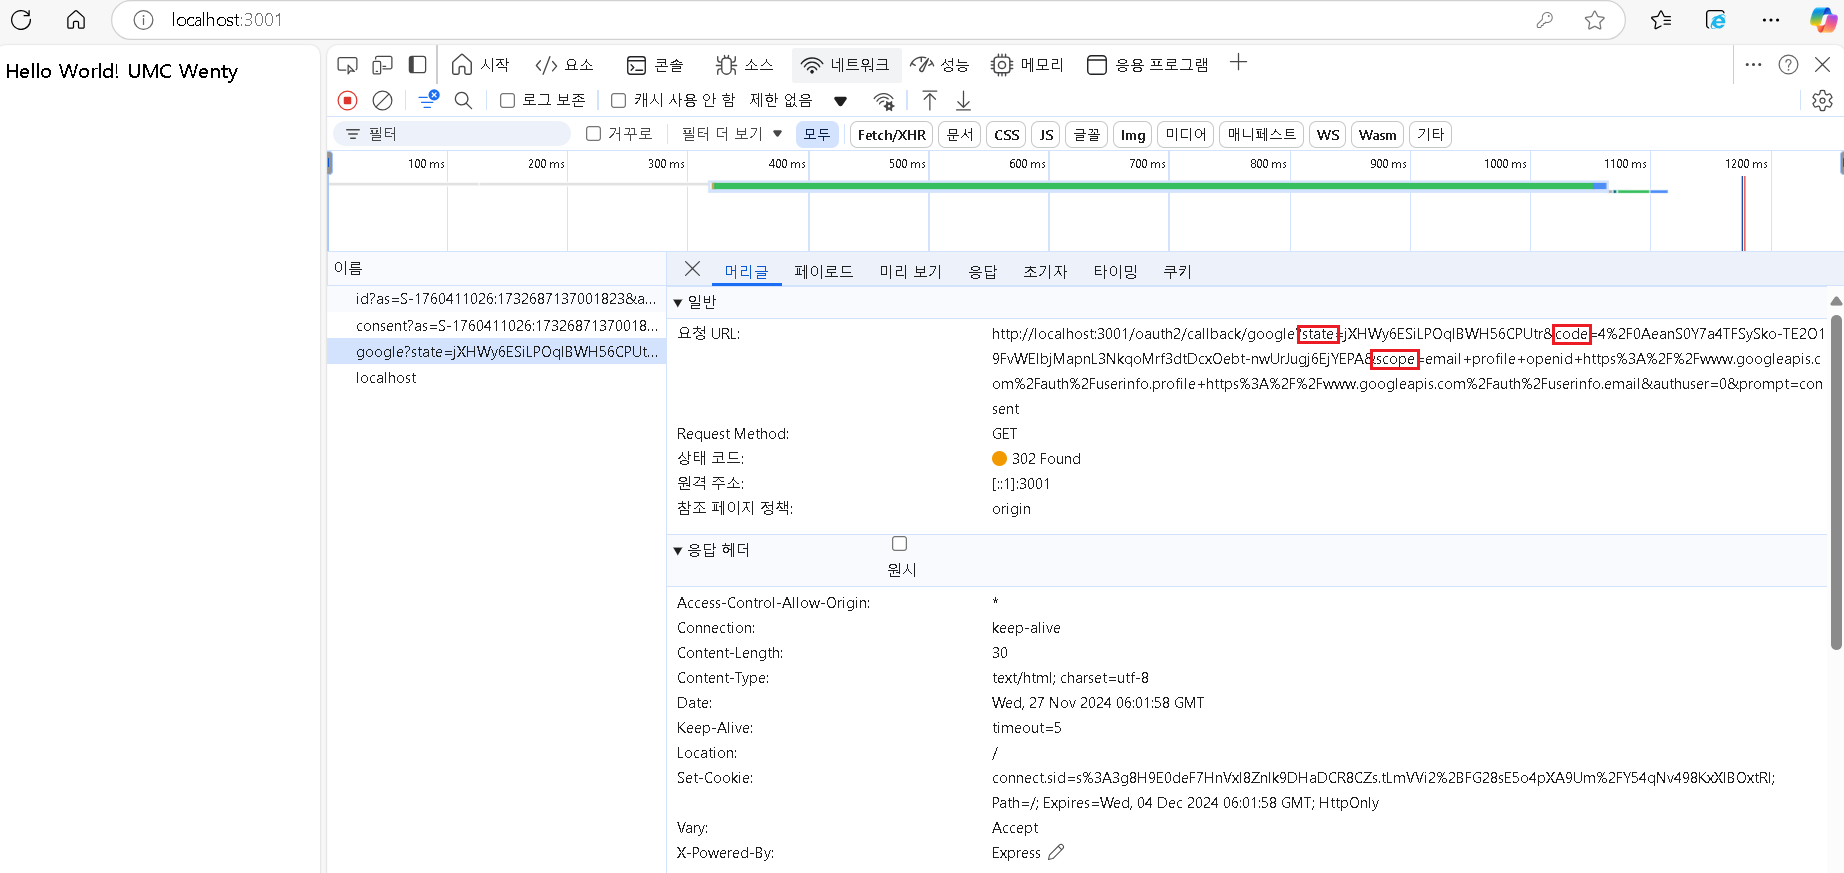 localhost:3001
Hello World! UMC Wenty
시작 </> 요소 콘솔 소스 네트워크 성능 메모리 응용 프로그램
로그 보존 캐시 사용 안 함 제한 없음
필터 거꾸로 필터 더 보기 모두 Fetch/XHR 문서 CSS JS 글꼴 Img 미디어 매니페스트 WS Wasm 기타
100 ms 200 ms 300 ms 400 ms 500 ms 600 ms 700 ms 800 ms 900 ms 1000 ms 1100 ms 1200 ms
이름
id?as=S-1760411026:1732687137001823&a...
consent?as=S-1760411026:17326871370018...
google?state=jXHWy6ESiLPOqIBWH56CPUt...
localhost
머리글 페이로드 미리 보기 응답 초기자 타이밍 쿠키
일반
요청 URL: http://localhost:3001/oauth2/callback/google?state=jXHWy6ESiLPOqIBWH56CPUtr&code=4%2F0AeanS0Y7a4TFSySko-TE2O1
9FvWEIbjMapnL3NkqoMrf3dtDcxOebt-nwUrJugj6EjYEPA&scope=email+profile+openid+https%3A%2F%2Fwww.googleapis.c
om%2Fauth%2Fuserinfo.profile+https%3A%2F%2Fwww.googleapis.com%2Fauth%2Fuserinfo.email&authuser=0&prompt=con
sent
Request Method: GET
상태 코드: 302 Found
원격 주소: [::1]:3001
참조 페이지 정책: origin
응답 헤더
원시
Access-Control-Allow-Origin: *
Connection: keep-alive
Content-Length: 30
Content-Type: text/html; charset=utf-8
Date: Wed, 27 Nov 2024 06:01:58 GMT
Keep-Alive: timeout=5
Location: /
Set-Cookie: connect.sid=s%3A3g8H9E0deF7HnVxI8ZnIk9DHaDCR8CZs.tLmVVi2%2BFG28sE5o4pXA9Um%2FY54qNv498KxXIBOxtRI;
Path=/; Expires=Wed, 04 Dec 2024 06:01:58 GMT; HttpOnly
Vary: Accept
X-Powered-By: Express